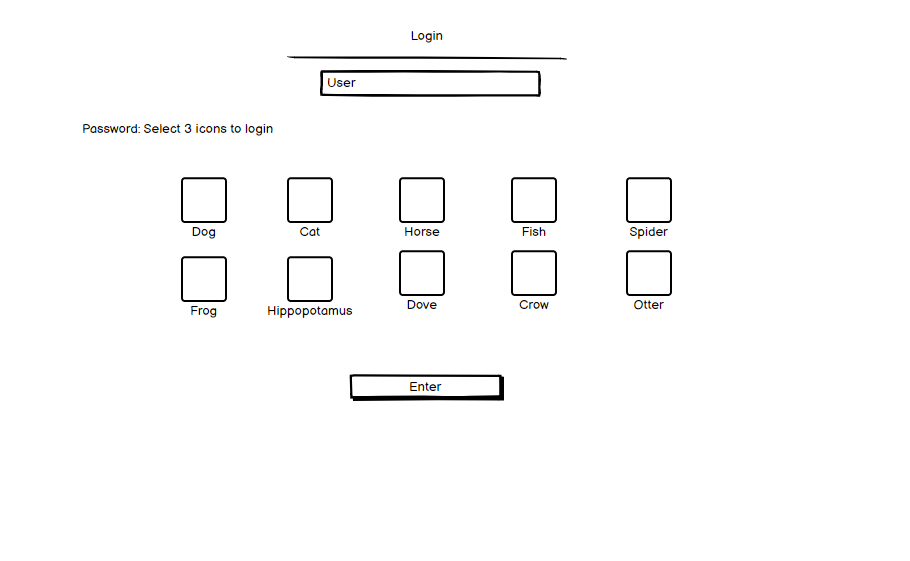 Login
User
Password: Select 3 icons to login
Dog Cat Horse Fish Spider
Frog Hippopotamus Dove Crow Otter
Enter